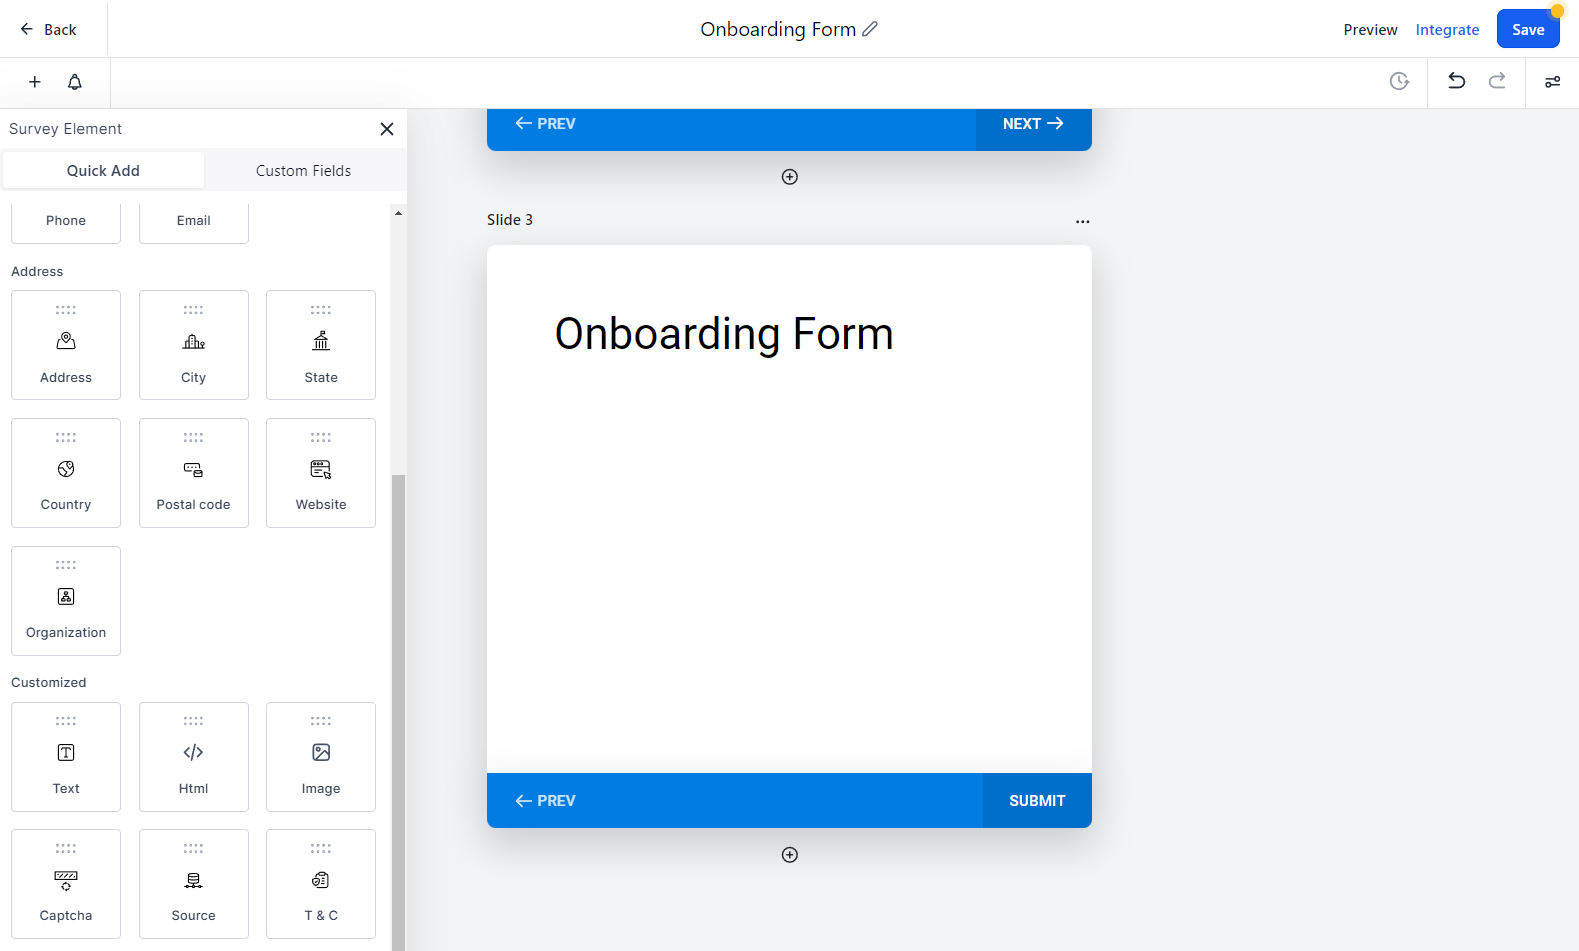 Back
Onboarding Form
Preview
Integrate
Save
Survey Element
Quick Add
Custom Fields
Phone
Email
Address
Address
City
State
Country
Postal code
Website
Organization
Customized
Text
Html
Image
Captcha
Source
T & C
PREV
NEXT
Slide 3
Onboarding Form
PREV
SUBMIT